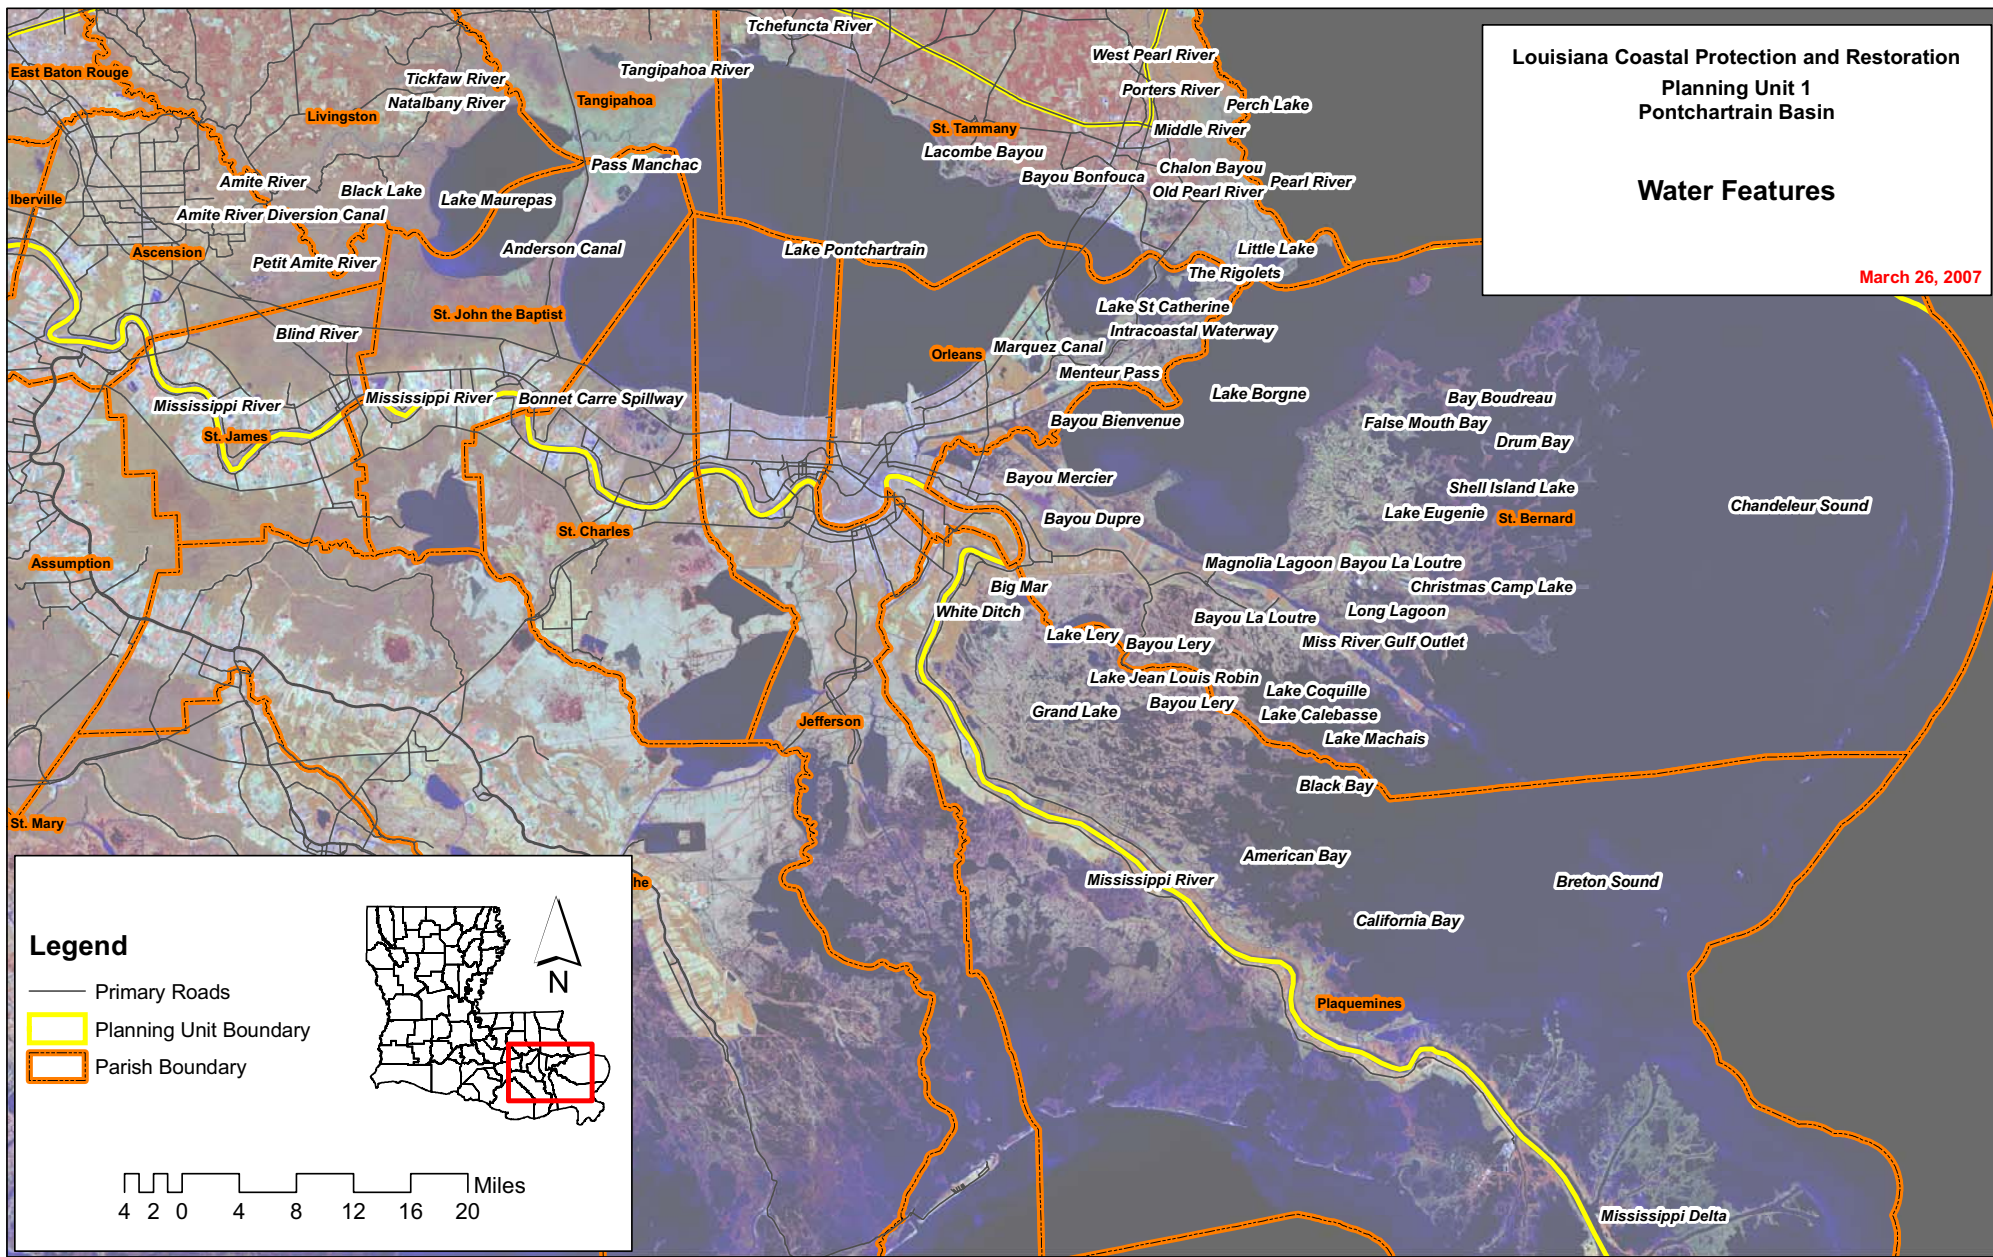 Louisiana Coastal Protection and Restoration
Planning Unit 1
Pontchartrain Basin
Water Features
March 26, 2007
Tchefuncta River
West Pearl River
East Baton Rouge
Tickfaw River
Tangipahoa River
Natalbany River
Tangipahoa
Porters River
Perch Lake
Livingston
St. Tammany
Middle River
Lacombe Bayou
Pass Manchac
Chalon Bayou
Bayou Bonfouca
Amite River
Black Lake
Old Pearl River
Pearl River
Iberville
Lake Maurepas
Amite River Diversion Canal
Ascension
Petit Amite River
Anderson Canal
Lake Pontchartrain
Little Lake
The Rigolets
St. John the Baptist
Lake St Catherine
Blind River
Intracoastal Waterway
Marquez Canal
Orleans
Menteur Pass
Mississippi River
Mississippi River
Bonnet Carre Spillway
Lake Borgne
Bay Boudreau
St. James
Bayou Bienvenue
False Mouth Bay
Drum Bay
Bayou Mercier
Shell Island Lake
Chandeleur Sound
St. Charles
Bayou Dupre
Lake Eugenie
St. Bernard
Assumption
Magnolia Lagoon
Bayou La Loutre
Big Mar
Christmas Camp Lake
White Ditch
Bayou La Loutre
Long Lagoon
Lake Lery
Bayou Lery
Miss River Gulf Outlet
Lake Jean Louis Robin
Lake Coquille
Jefferson
Grand Lake
Bayou Lery
Lake Calebasse
Lake Machais
Black Bay
St. Mary
American Bay
he
Mississippi River
Breton Sound
California Bay
Plaquemines
Mississippi Delta
Legend
Primary Roads
Planning Unit Boundary
Parish Boundary
N
Miles
4 2 0 4 8 12 16 20